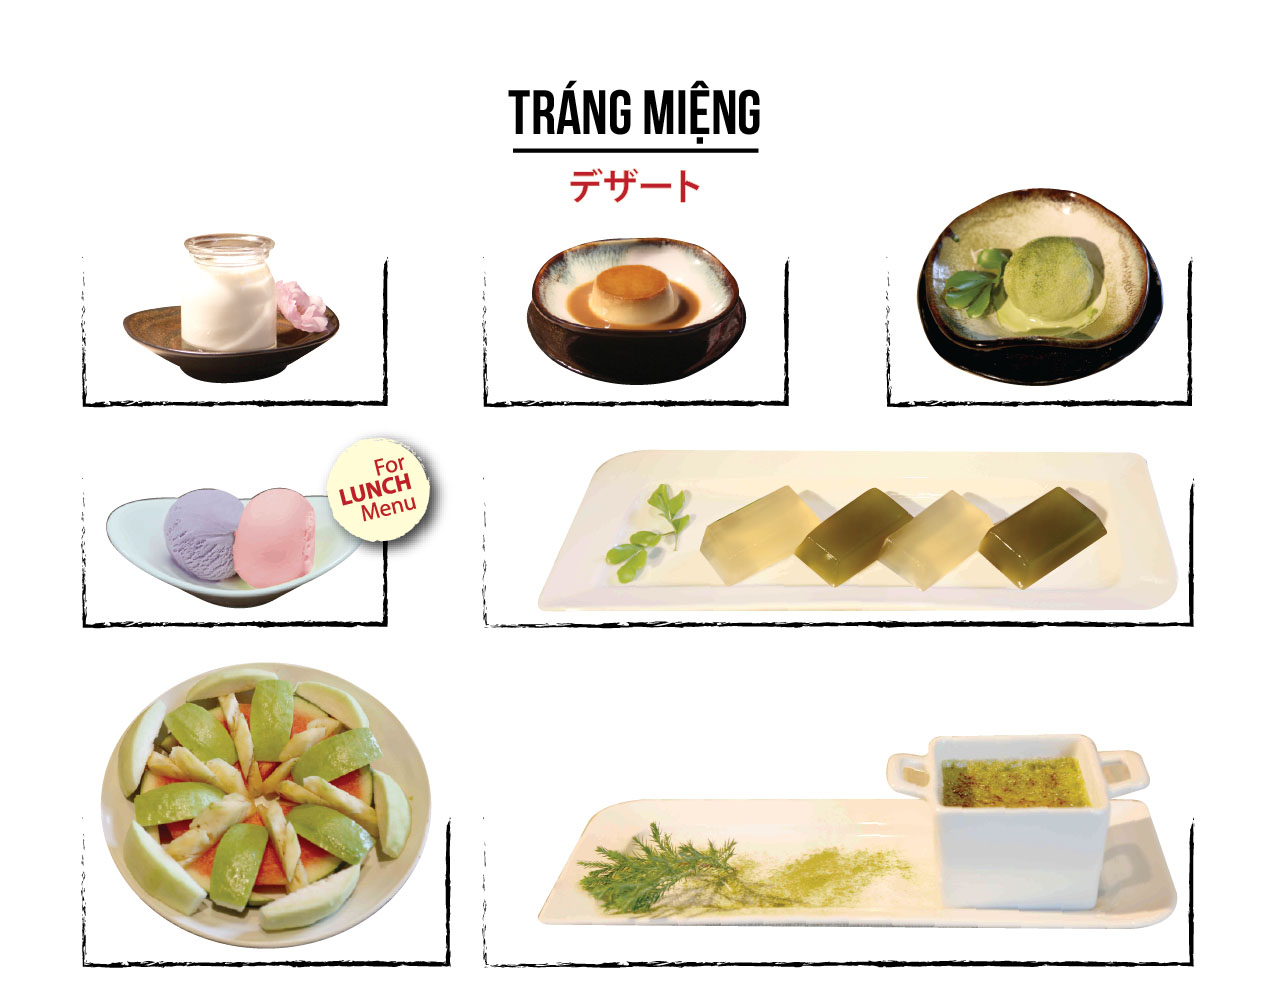 TRÁNG MIỆNG
デザート
For
LUNCH
Menu